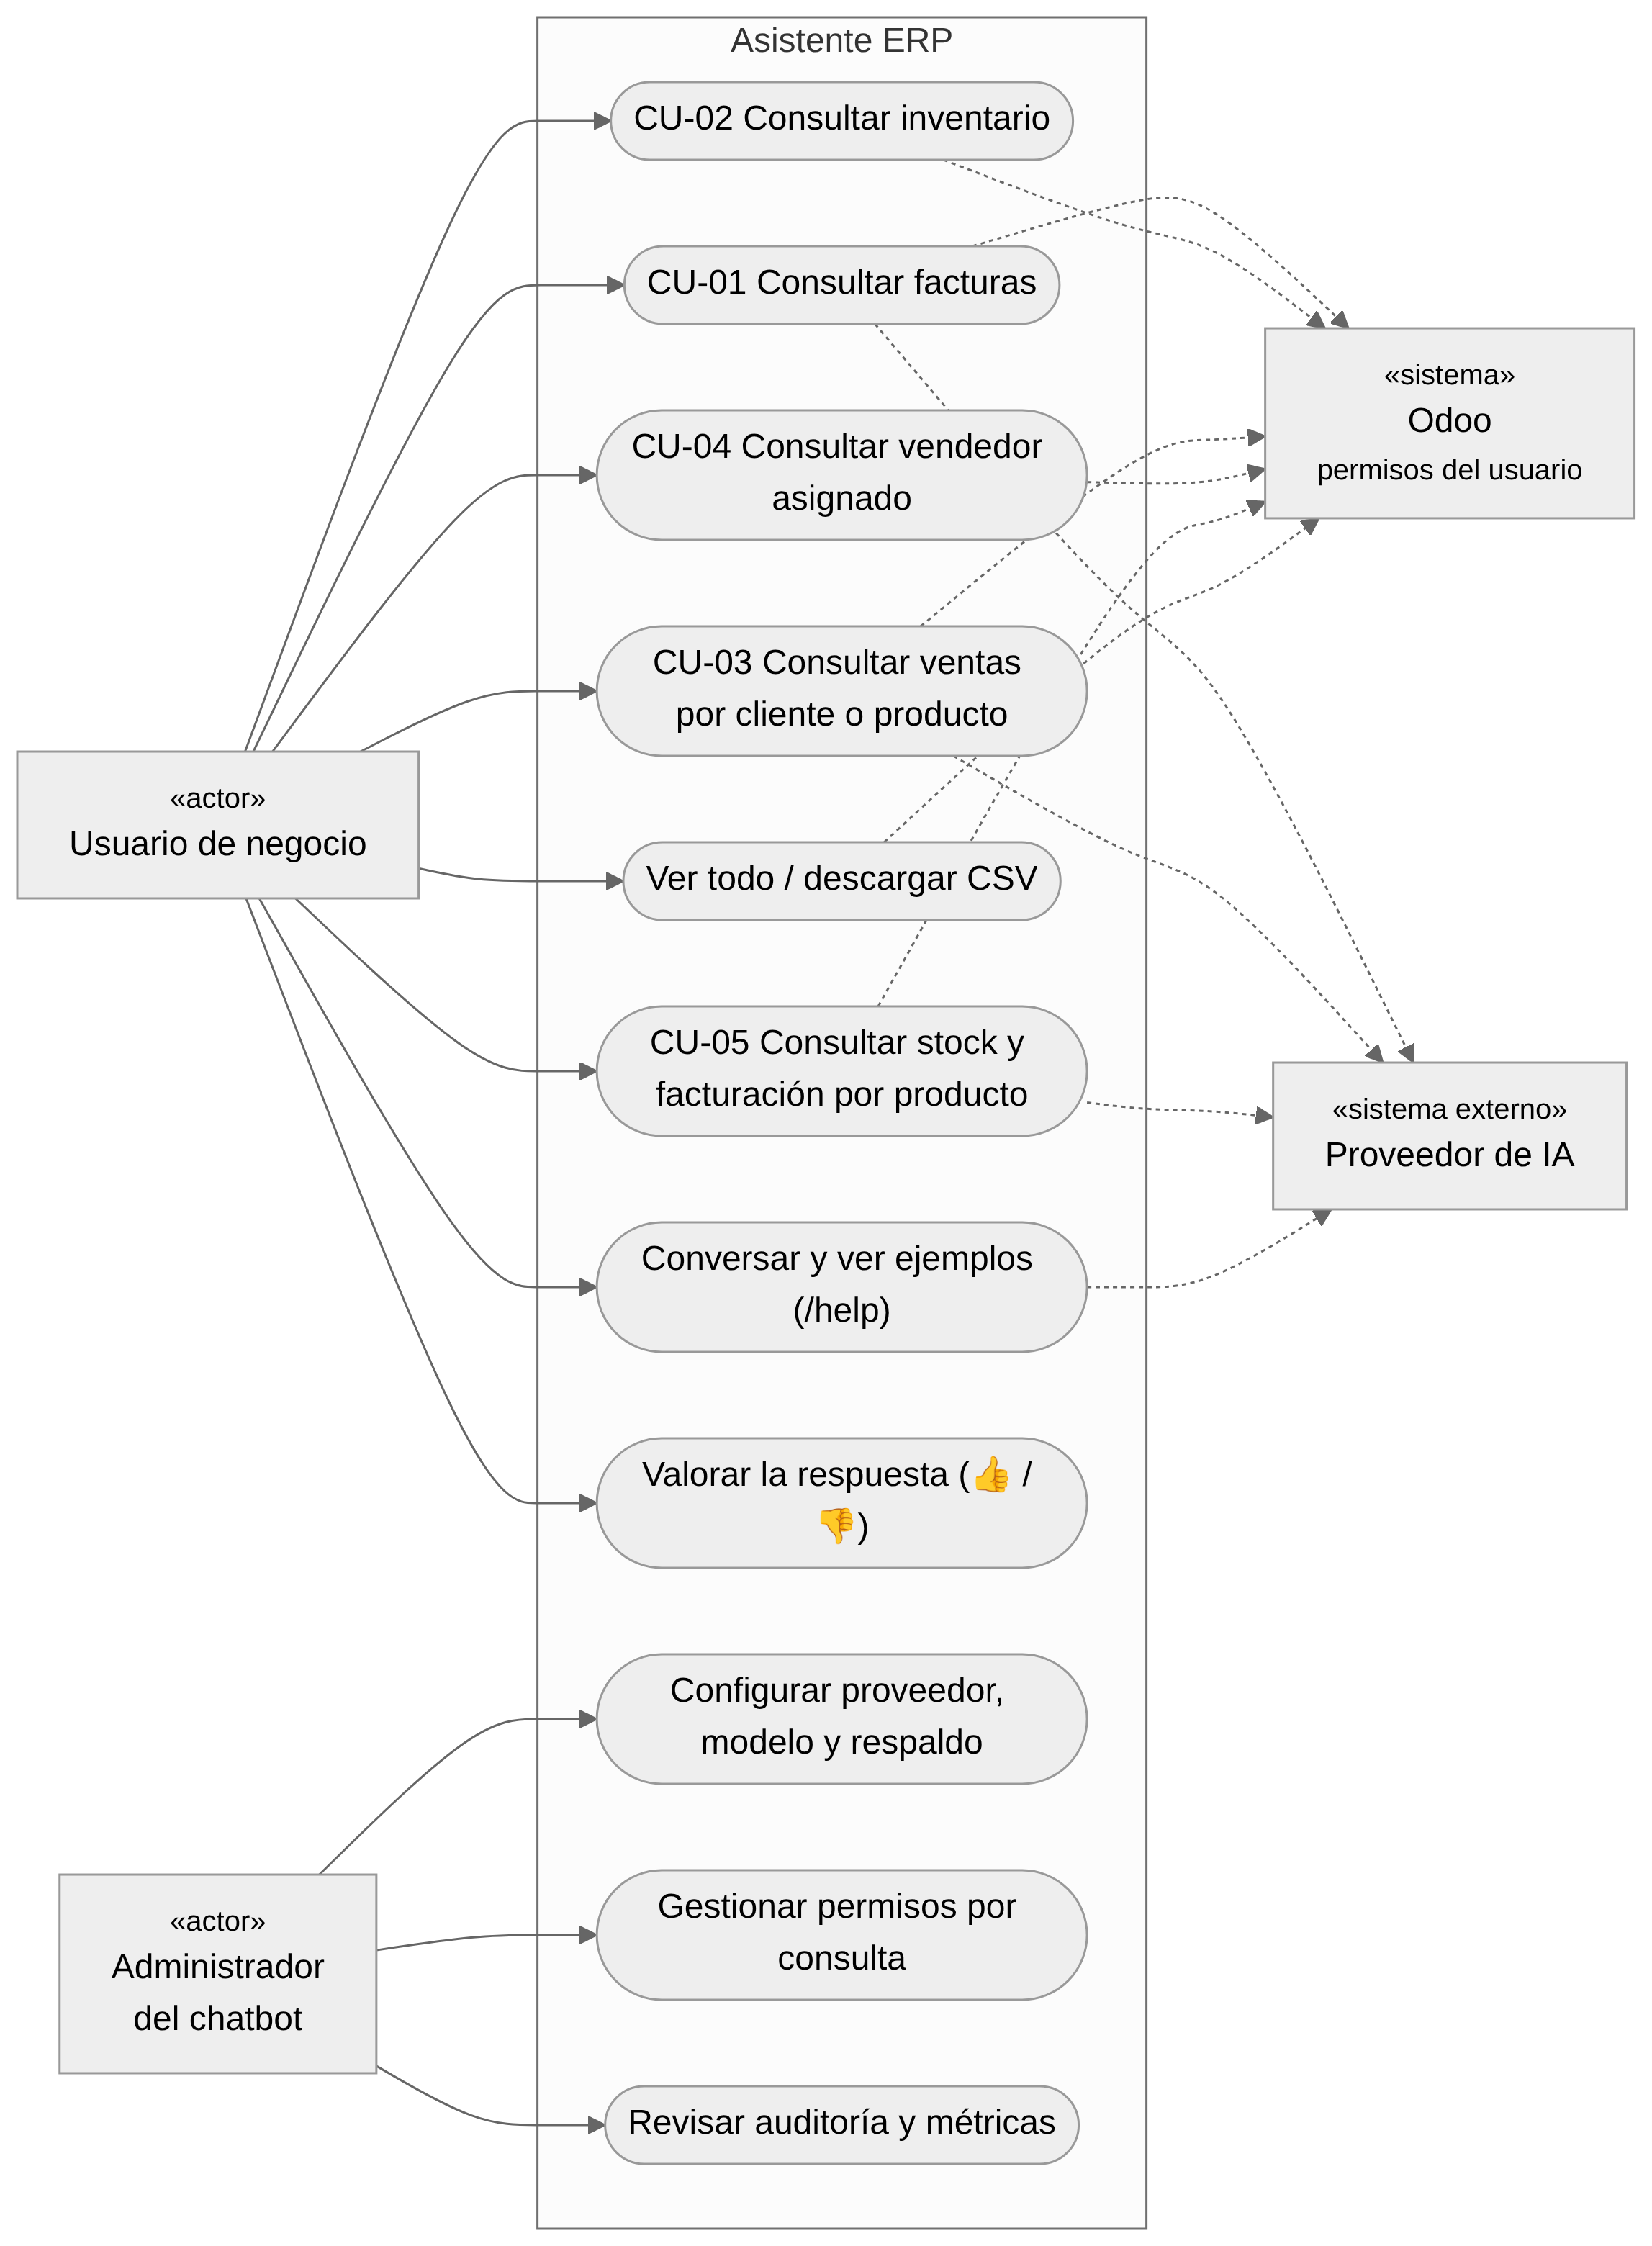 Asistente ERP
CU-02 Consultar inventario
CU-01 Consultar facturas
CU-04 Consultar vendedor
asignado
CU-03 Consultar ventas
por cliente o producto
Ver todo / descargar CSV
CU-05 Consultar stock y
facturación por producto
Conversar y ver ejemplos
(/help)
Valorar la respuesta (👍 /
👎)
Configurar proveedor,
modelo y respaldo
Gestionar permisos por
consulta
Revisar auditoría y métricas
«actor»
Usuario de negocio
«actor»
Administrador
del chatbot
«sistema»
Odoo
permisos del usuario
«sistema externo»
Proveedor de IA